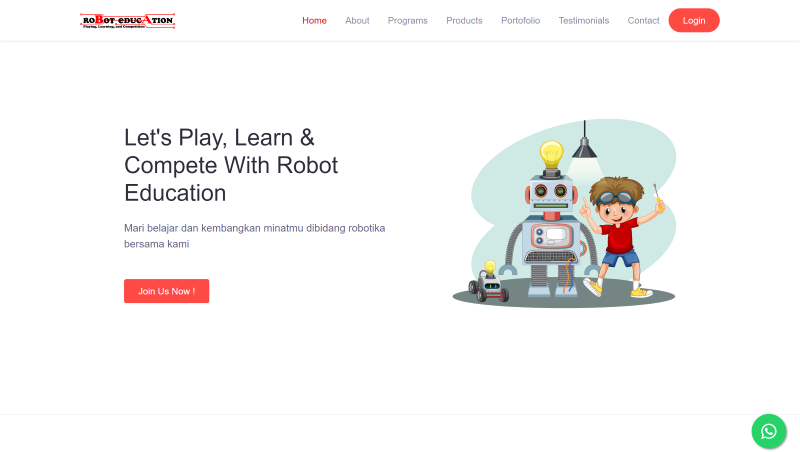 ROBOT EDUCATION
Playing, Learning, and Competition
Home About Programs Products Portofolio Testimonials Contact Login
Let's Play, Learn &
Compete With Robot
Education
Mari belajar dan kembangkan minatmu dibidang robotika
bersama kami
Join Us Now !